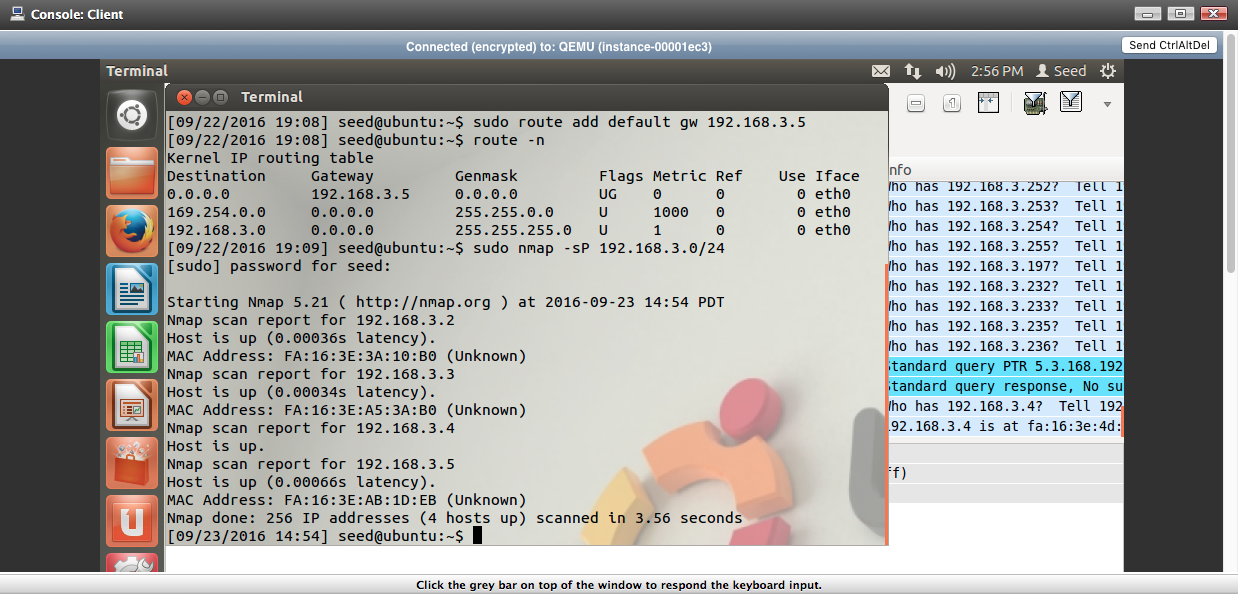 Console: Client
Connected (encrypted) to: QEMU (instance-00001ec3)
Send CtrlAltDel
Terminal
2:56 PM
Seed
Terminal
[09/22/2016 19:08] seed@ubuntu:~$ sudo route add default gw 192.168.3.5
[09/22/2016 19:08] seed@ubuntu:~$ route -n
Kernel IP routing table
Destination     Gateway         Genmask         Flags Metric Ref    Use Iface
0.0.0.0         192.168.3.5     0.0.0.0         UG    0      0        0 eth0
169.254.0.0     0.0.0.0         255.255.0.0     U     1000   0        0 eth0
192.168.3.0     0.0.0.0         255.255.255.0   U     1      0        0 eth0
[09/22/2016 19:09] seed@ubuntu:~$ sudo nmap -sP 192.168.3.0/24
[sudo] password for seed:
Starting Nmap 5.21 ( http://nmap.org ) at 2016-09-23 14:54 PDT
Nmap scan report for 192.168.3.2
Host is up (0.00036s latency).
MAC Address: FA:16:3E:3A:10:B0 (Unknown)
Nmap scan report for 192.168.3.3
Host is up (0.00034s latency).
MAC Address: FA:16:3E:A5:3A:B0 (Unknown)
Nmap scan report for 192.168.3.4
Host is up.
Nmap scan report for 192.168.3.5
Host is up (0.00066s latency).
MAC Address: FA:16:3E:AB:1D:EB (Unknown)
Nmap done: 256 IP addresses (4 hosts up) scanned in 3.56 seconds
[09/23/2016 14:54] seed@ubuntu:~$
nfo
Who has 192.168.3.252?  Tell 1
Who has 192.168.3.253?  Tell 1
Who has 192.168.3.254?  Tell 1
Who has 192.168.3.255?  Tell 1
Who has 192.168.3.197?  Tell 1
Who has 192.168.3.232?  Tell 1
Who has 192.168.3.233?  Tell 1
Who has 192.168.3.235?  Tell 1
Who has 192.168.3.236?  Tell 1
Standard query PTR 5.3.168.192
Standard query response, No su
Who has 192.168.3.4?  Tell 192
192.168.3.4 is at fa:16:3e:4d:
ff)
Click the grey bar on top of the window to respond the keyboard input.